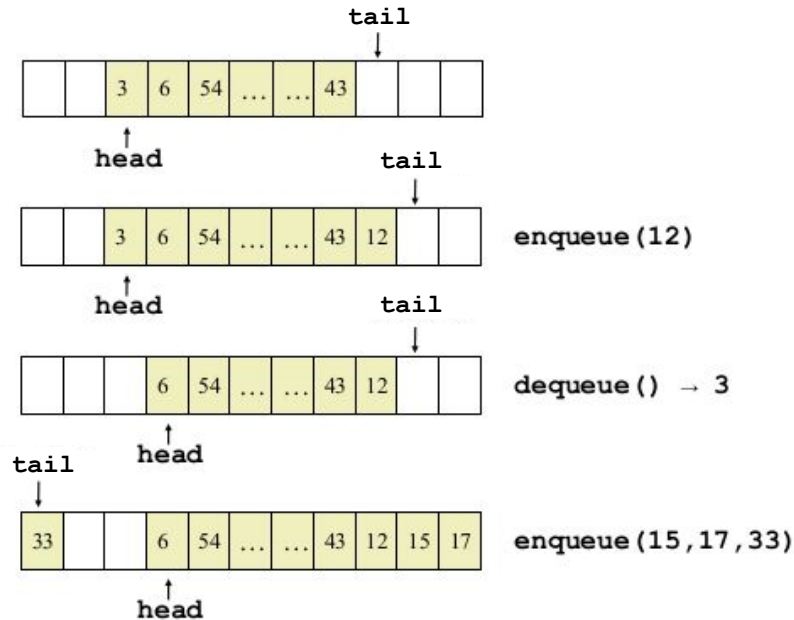 tail
3 6 54 ... ... 43
head
tail
3 6 54 ... ... 43 12 enqueue(12)
head
tail
6 54 ... ... 43 12 dequeue() → 3
head
tail
33 6 54 ... ... 43 12 15 17 enqueue(15,17,33)
head